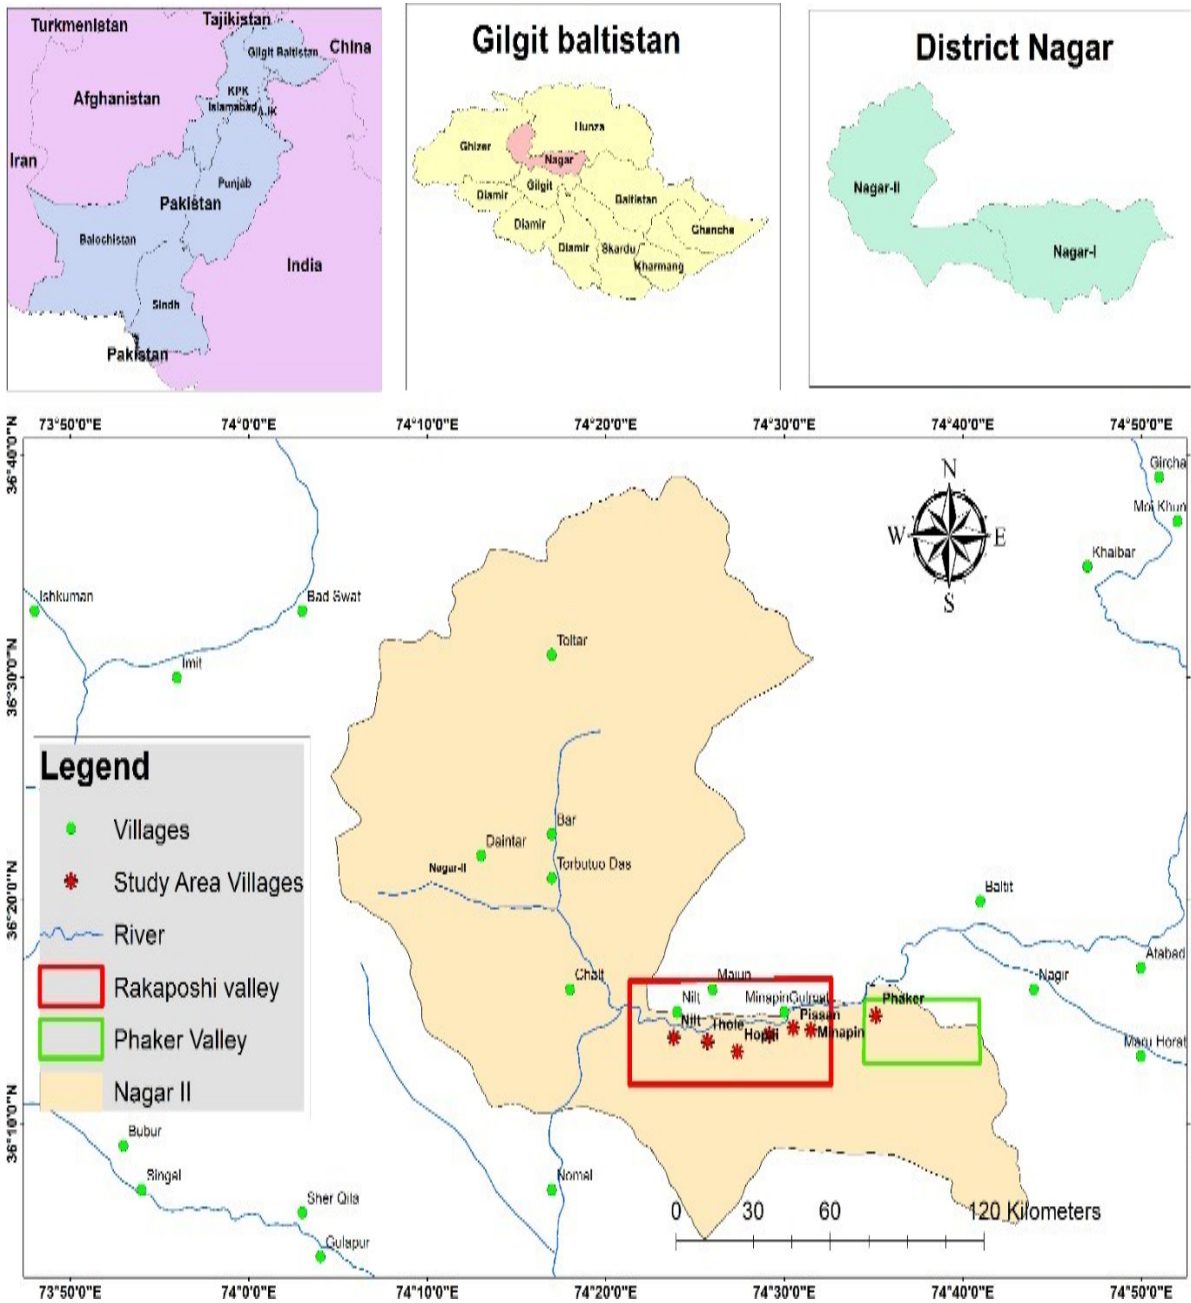 Turkmenistan
Tajikistan
Gilgit Baltistan
China
Afghanistan
KPK
Islamabad
AJK
Iran
Punjab
Pakistan
Balochistan
India
Sindh
Pakistan
Gilgit baltistan
Hunza
Ghizer
Nagar
Gilgit
Diamir
Baltistan
Diamir
Ghanche
Diamir
Skardu
Kharmang
District Nagar
Nagar-II
Nagar-I
73°50'0"E 74°0'0"E 74°10'0"E 74°20'0"E 74°30'0"E 74°40'0"E 74°50'0"E
36°40'0"N
36°30'0"N
36°20'0"N
36°10'0"N
Gircha
Moi Khun
Khaibar
N
W E
S
Ishkuman
Bad Swat
Imit
Toltar
Bar
Daintar
Nagar-II
Torbutuo Das
Baltit
Atabad
Nagir
Chalt
Maiun
Nilt
Minapin
Gulmat
Phaker
Nilt
Thole
Pissan
Hoppi
Minapin
Legend
Villages
Study Area Villages
River
Rakaposhi valley
Phaker Valley
Nagar II
Bubur
Singal
Sher Qila
Gulapur
Nomal
0 30 60 120 Kilometers
73°50'0"E 74°0'0"E 74°10'0"E 74°20'0"E 74°30'0"E 74°40'0"E 74°50'0"E